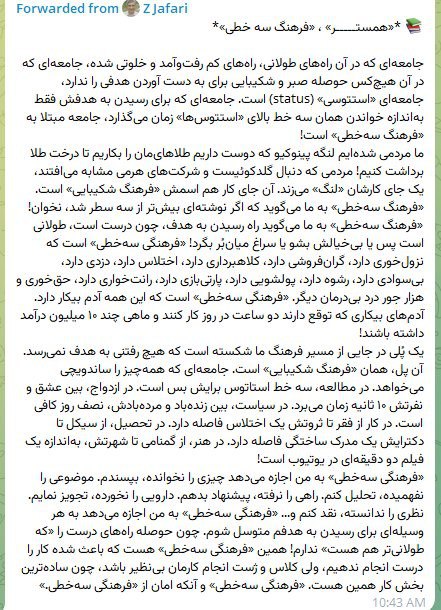 Forwarded from Z Jafari
📚 *«همستـــــر» ، «فرهنگ سه خطی»*
جامعه‌ای که در آن راه‌های طولانی، راه‌های کم رفت‌وآمد و خلوتی شده، جامعه‌ای که
در آن هیچ‌کس حوصله صبر و شکیبایی برای به دست آوردن هدفی را ندارد،
جامعه‌ای «استتوسی» (status) است. جامعه‌ای که برای رسیدن به هدفش فقط
به‌اندازه خواندن همان سه خط بالای «استتوس‌ها» زمان می‌گذارد، جامعه مبتلا به
«فرهنگ سه‌خطی» است!
ما مردمی شده‌ایم لنگه پینوکیو که دوست داریم طلاهای‌مان را بکاریم تا درخت طلا
برداشت کنیم! مردمی که دنبال گلدکوئیست و شرکت‌های هرمی مشابه می‌افتند،
یک جای کارشان «لنگ» می‌زند. آن جای کار هم اسمش «فرهنگ شکیبایی» است.
«فرهنگ سه‌خطی» به ما می‌گوید که اگر نوشته‌ای بیش‌تر از سه سطر شد، نخوان!
«فرهنگ سه‌خطی» به ما می‌گوید راه رسیدن به هدف، چون درست است، طولانی
است پس یا بی‌خیالش بشو یا سراغ میان‌بُر بگرد! «فرهنگی سه‌خطی» است که
نزول‌خوری دارد، گران‌فروشی دارد، کلاهبرداری دارد، اختلاس دارد، دزدی دارد،
بی‌سوادی دارد، رشوه دارد، پولشویی دارد، پارتی‌بازی دارد، رانت‌خواری دارد، حق‌خوری و
هزار جور درد بی‌درمان دیگر. «فرهنگی سه‌خطی» است که این همه آدم بیکار دارد.
آدم‌های بیکاری که توقع دارند دو ساعت در روز کار کنند و ماهی چند ۱۰ میلیون درآمد
داشته باشند!
یک پُلی در جایی از مسیر فرهنگ ما شکسته است که هیچ رفتنی به هدف نمی‌رسد.
آن پل، همان «فرهنگ شکیبایی» است. جامعه‌ای که همه‌چیز را ساندویچی
می‌خواهد. در مطالعه، سه خط استاتوس برایش بس است. در ازدواج، بین عشق و
نفرتش ۱۰ ثانیه زمان می‌برد. در سیاست، بین زنده‌باد و مرده‌بادش، نصف روز کافی
است. در کار از فقر تا ثروتش یک اختلاس فاصله دارد. در تحصیل، از سیکل تا
دکترایش یک مدرک ساختگی فاصله دارد. در هنر، از گمنامی تا شهرتش، به‌اندازه یک
فیلم دو دقیقه‌ای در یوتیوب است!
«فرهنگی سه‌خطی» به من اجازه می‌دهد چیزی را نخوانده، بپسندم. موضوعی را
نفهمیده، تحلیل کنم. راهی را نرفته، پیشنهاد بدهم. دارویی را نخورده، تجویز نمایم.
نظری را ندانسته، نقد کنم و... «فرهنگی سه‌خطی» به من اجازه می‌دهد به هر
وسیله‌ای برای رسیدن به هدفم متوسل شوم. چون حوصله راه‌های درست را «که
طولانی‌تر هم هست» ندارم! همین «فرهنگی سه‌خطی» هست که باعث شده کار را
درست انجام ندهیم، ولی کلاس و ژست انجام کارمان بی‌نظیر باشد، چون ساده‌ترین
بخش کار همین هست. «فرهنگی سه‌خطی» و آنکه امان از «فرهنگی سه‌خطی.»
10:43 AM